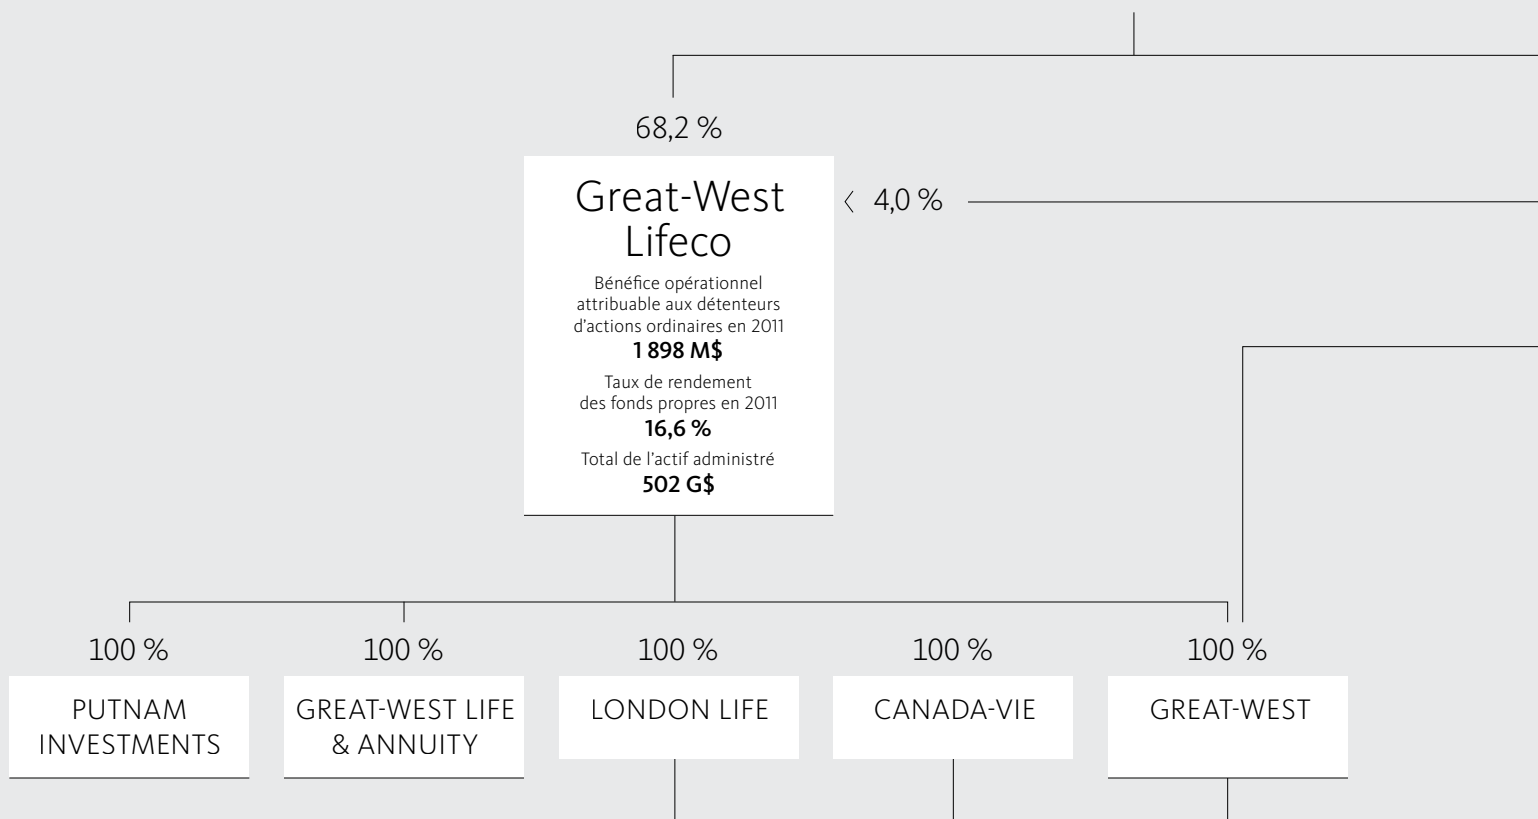 68,2 %
Great-West
Lifeco
4,0 %
Bénéfice opérationnel
attribuable aux détenteurs
d’actions ordinaires en 2011
1 898 M$
Taux de rendement
des fonds propres en 2011
16,6 %
Total de l’actif administré
502 G$
100 %
100 %
100 %
100 %
100 %
PUTNAM
INVESTMENTS
GREAT-WEST LIFE
& ANNUITY
LONDON LIFE
CANADA-VIE
GREAT-WEST